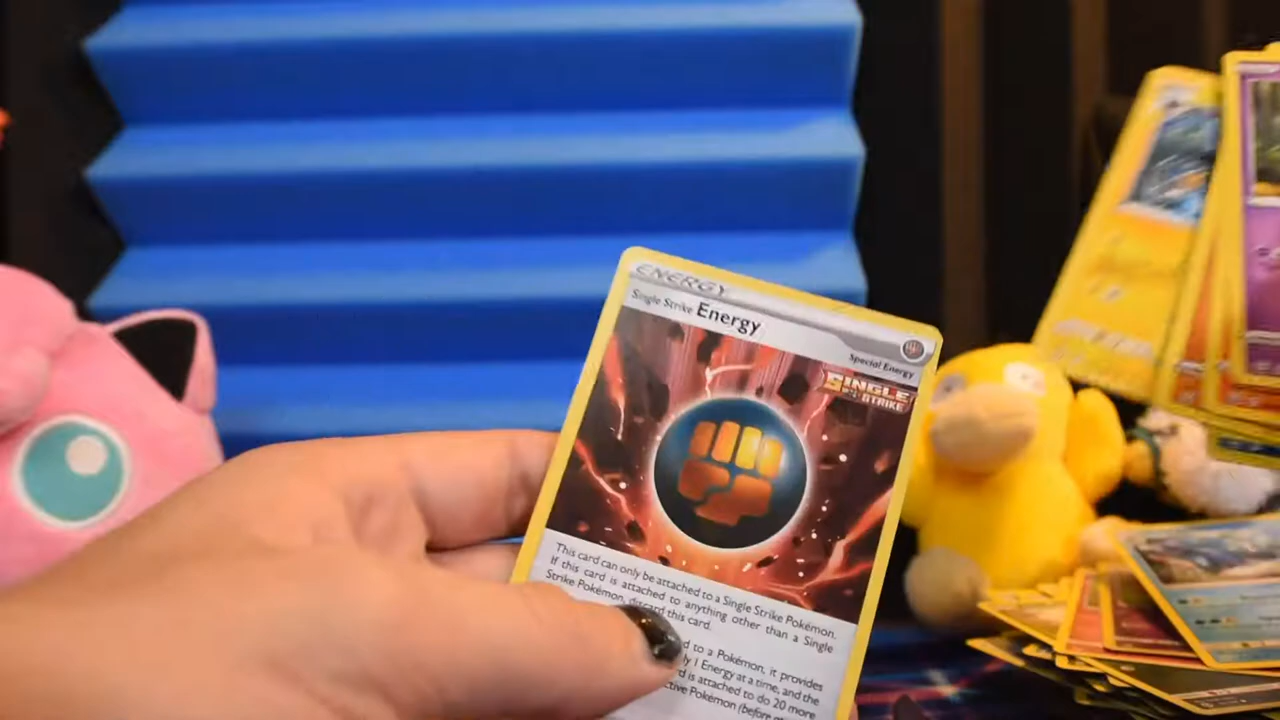 ENERGY
Single Strike Energy
Special Energy
SINGLE
STRIKE
This card can only be attached to a Single Strike Pokémon.
If this card is attached to anything other than a Single
Strike Pokémon, discard this card.
d to a Pokémon, it provides
ly 1 Energy at a time, and the
d is attached to do 20 more
ctive Pokémon (before